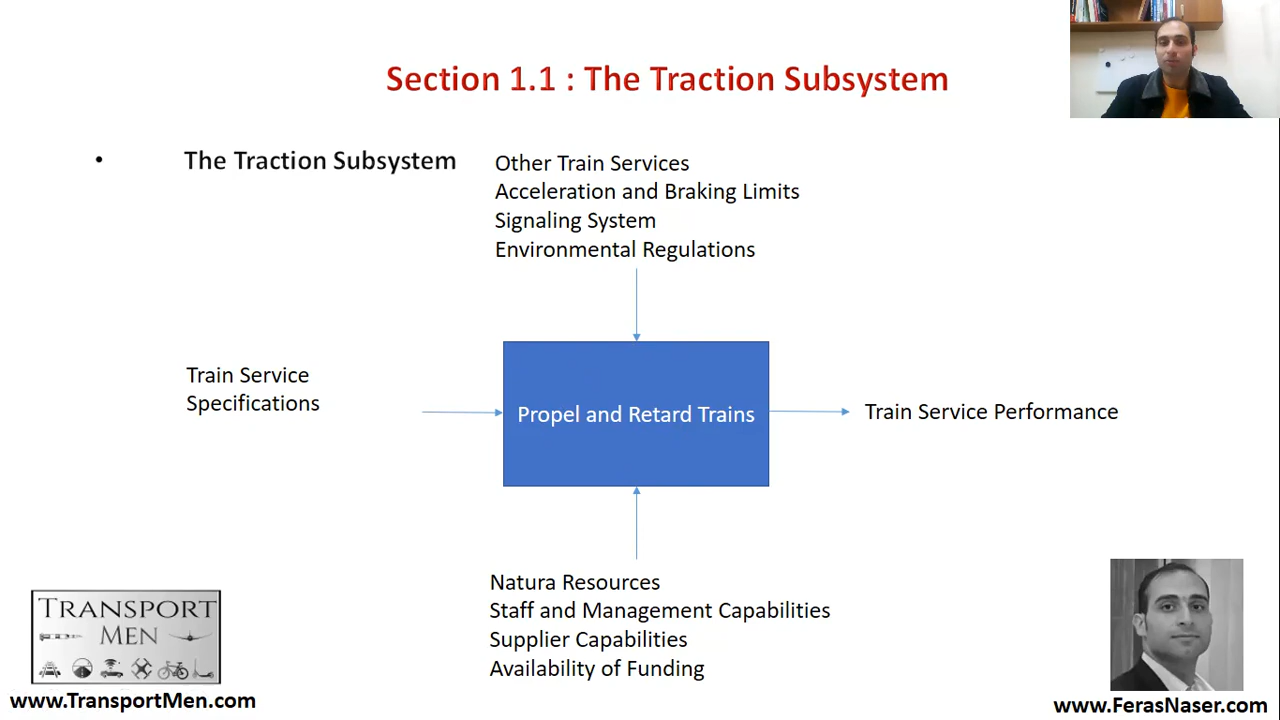 Section 1.1 : The Traction Subsystem
• The Traction Subsystem
Other Train Services
Acceleration and Braking Limits
Signaling System
Environmental Regulations
Train Service
Specifications
Propel and Retard Trains
Train Service Performance
Natura Resources
Staff and Management Capabilities
Supplier Capabilities
Availability of Funding
TRANSPORT
MEN
www.TransportMen.com
www.FerasNaser.com